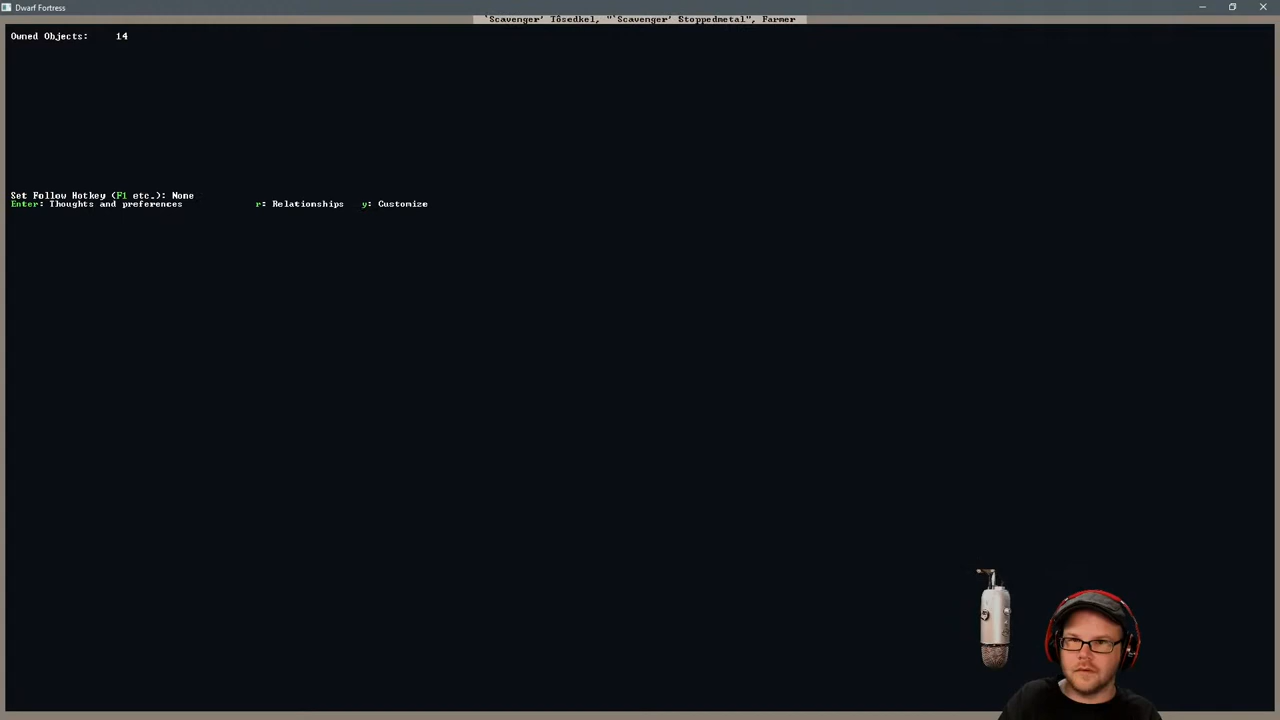 Dwarf Fortress
`Scavenger' Tôsedkel, "`Scavenger' Stoppedmetal", Farmer
Owned Objects: 14
Set Follow Hotkey (F1 etc.): None
Enter: Thoughts and preferences r: Relationships y: Customize